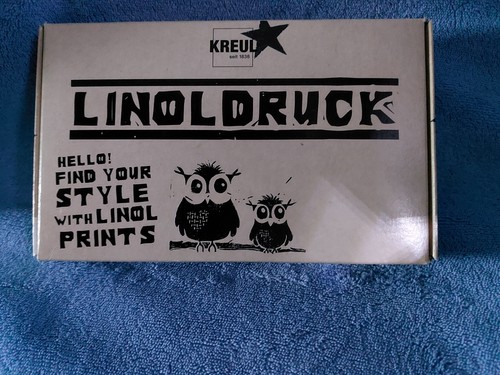 KREUL
seit 1838
LINOLDRUCK
HELLO!
FIND YOUR
STYLE
WITH LINOL
PRINTS